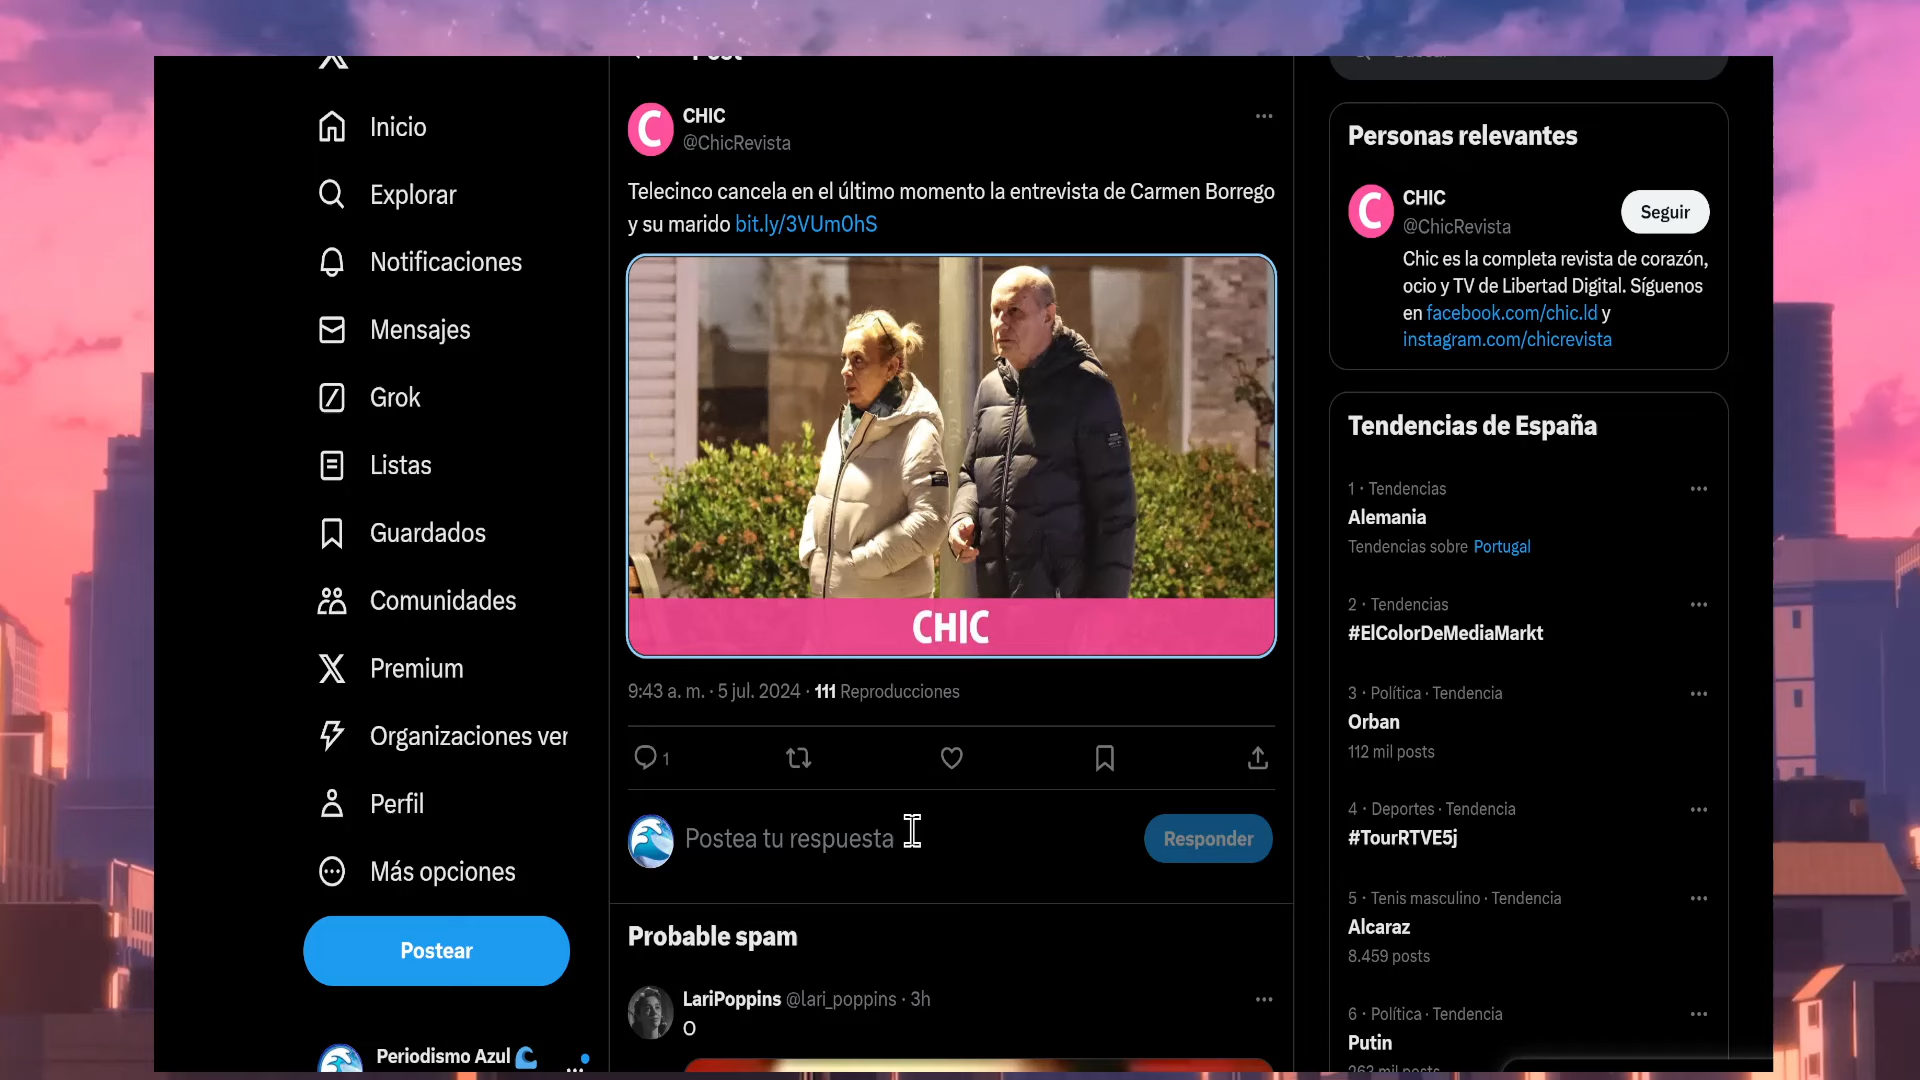 Post
Inicio
Explorar
Notificaciones
Mensajes
Grok
Listas
Guardados
Comunidades
Premium
Organizaciones ver
Perfil
Más opciones
Postear
Periodismo Azul
CHIC
@ChicRevista
Telecinco cancela en el último momento la entrevista de Carmen Borrego
y su marido bit.ly/3VUm0hS
CHIC
9:43 a. m. · 5 jul. 2024 · 111 Reproducciones
1
Postea tu respuesta
Responder
Probable spam
LariPoppins @lari_poppins · 3h
O
Personas relevantes
CHIC
@ChicRevista
Seguir
Chic es la completa revista de corazón,
ocio y TV de Libertad Digital. Síguenos
en facebook.com/chic.ld y
instagram.com/chicrevista
Tendencias de España
1 · Tendencias
Alemania
Tendencias sobre Portugal
2 · Tendencias
#ElColorDeMediaMarkt
3 · Política · Tendencia
Orban
112 mil posts
4 · Deportes · Tendencia
#TourRTVE5j
5 · Tenis masculino · Tendencia
Alcaraz
8.459 posts
6 · Política · Tendencia
Putin
263 mil posts